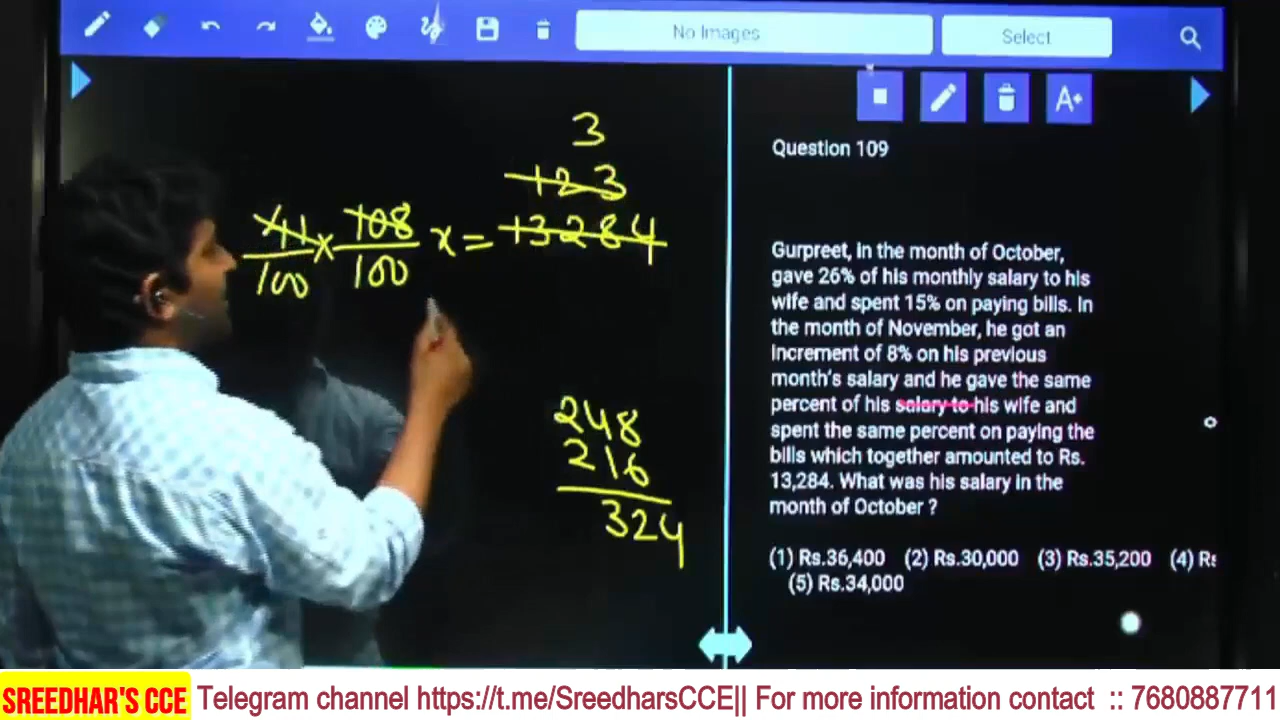 No Images
Select
A+
3
123
41/100 × 108/100 x = 13284
248
216
324
Question 109
Gurpreet, in the month of October,
gave 26% of his monthly salary to his
wife and spent 15% on paying bills. In
the month of November, he got an
increment of 8% on his previous
month's salary and he gave the same
percent of his salary to his wife and
spent the same percent on paying the
bills which together amounted to Rs.
13,284. What was his salary in the
month of October ?
(1) Rs.36,400 (2) Rs.30,000 (3) Rs.35,200 (4) Rs
(5) Rs.34,000
SREEDHAR'S CCE Telegram channel https://t.me/SreedharsCCE|| For more information contact :: 7680887711